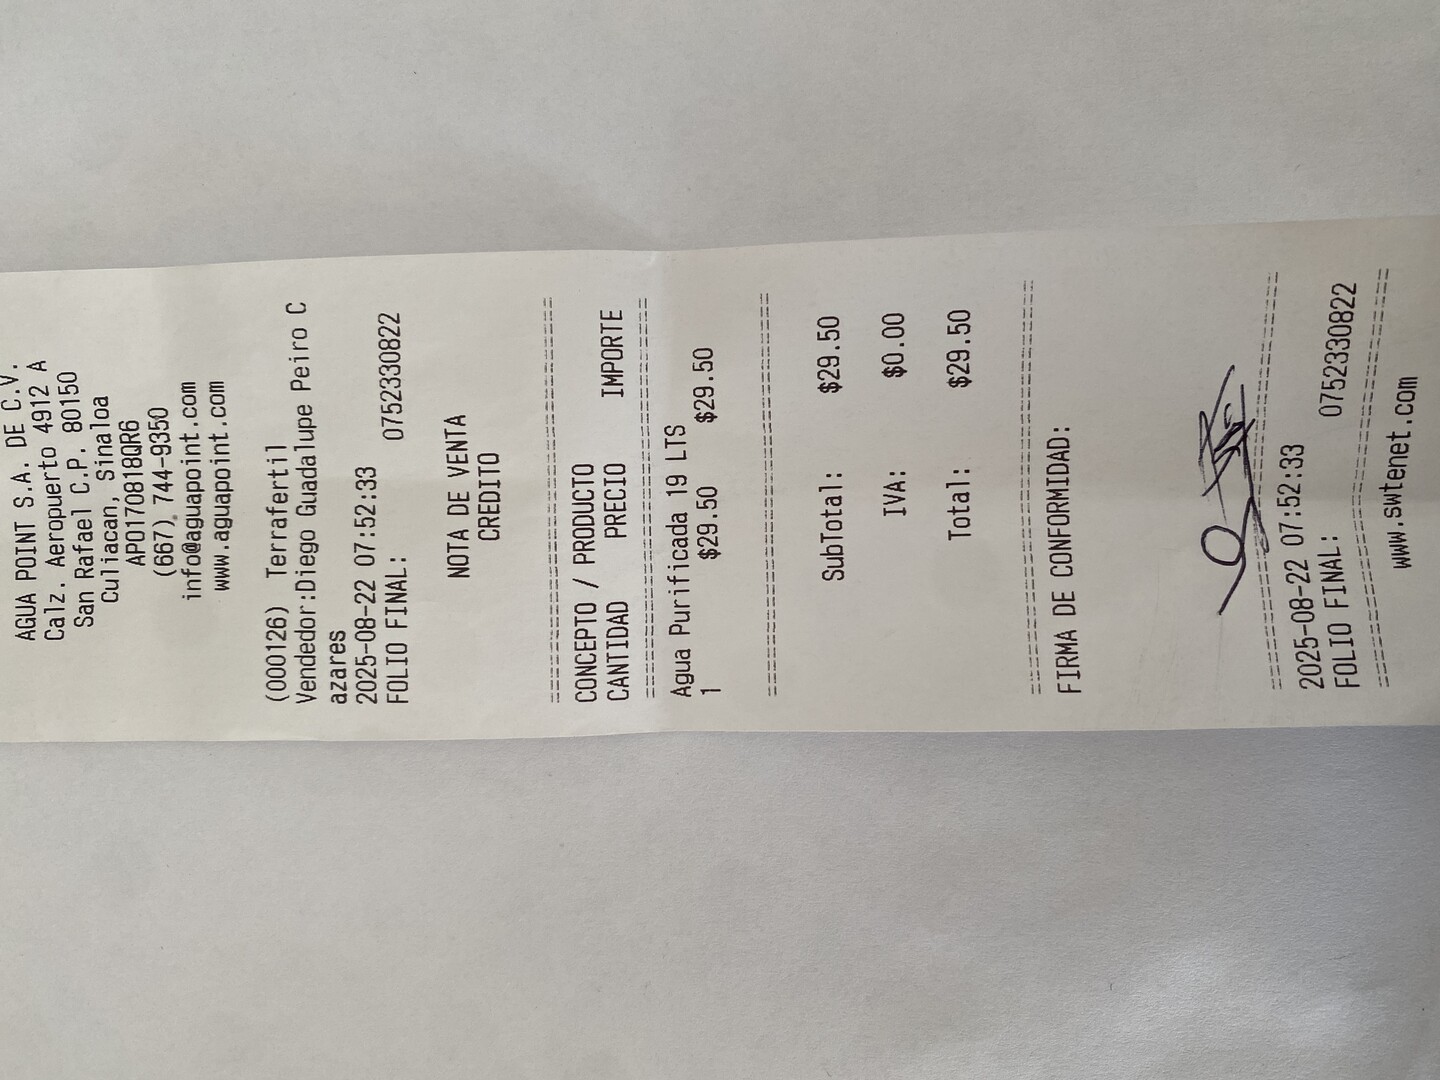 AGUA POINT S.A. DE C.V.
Calz. Aeropuerto 4912 A
San Rafael C.P. 80150
Culiacan, Sinaloa
APO170818QR6
(667) 744-9350
info@aguapoint.com
www.aguapoint.com
(000126) Terrafertil
Vendedor:Diego Guadalupe Peiro C
azares
2025-08-22 07:52:33
FOLIO FINAL: 0752330822
NOTA DE VENTA
CREDITO
================================
CONCEPTO / PRODUCTO
CANTIDAD PRECIO IMPORTE
================================
Agua Purificada 19 LTS
1 $29.50 $29.50
================================
SubTotal: $29.50
IVA: $0.00
Total: $29.50
================================
FIRMA DE CONFORMIDAD:
================================
2025-08-22 07:52:33
FOLIO FINAL: 0752330822
================================
www.swtenet.com